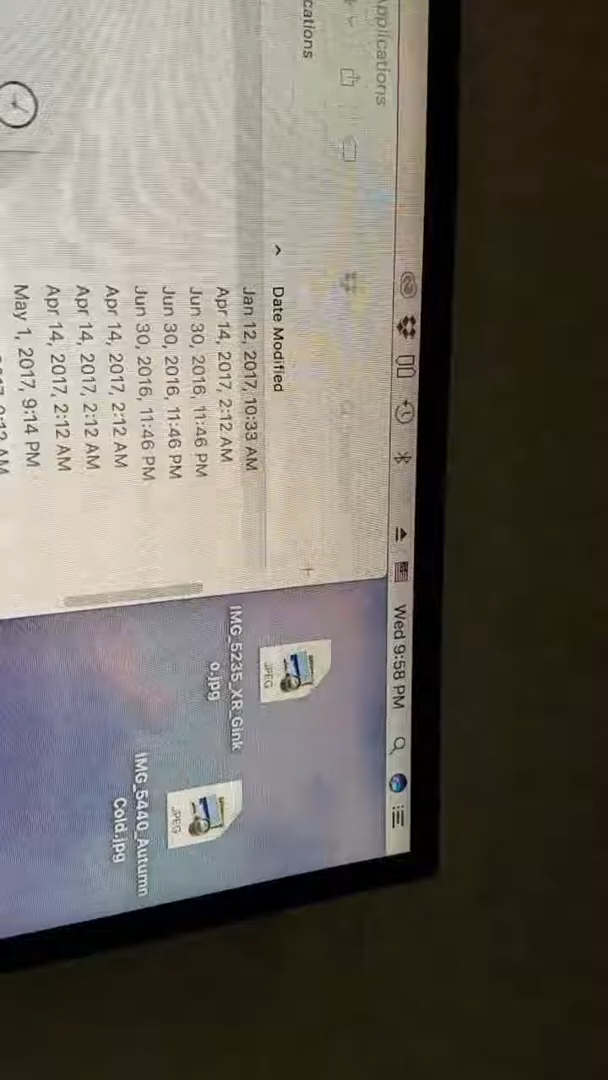 Applications
cations
Wed 9:58 PM
Date Modified
Jan 12, 2017, 10:33 AM
Apr 14, 2017, 2:12 AM
Jun 30, 2016, 11:46 PM
Jun 30, 2016, 11:46 PM
Jun 30, 2016, 11:46 PM
Apr 14, 2017, 2:12 AM
Apr 14, 2017, 2:12 AM
Apr 14, 2017, 2:12 AM
May 1, 2017, 9:14 PM
JPEG
IMG_5235_XR_Gink
o.jpg
JPEG
IMG_5440_Autumn
Cold.jpg